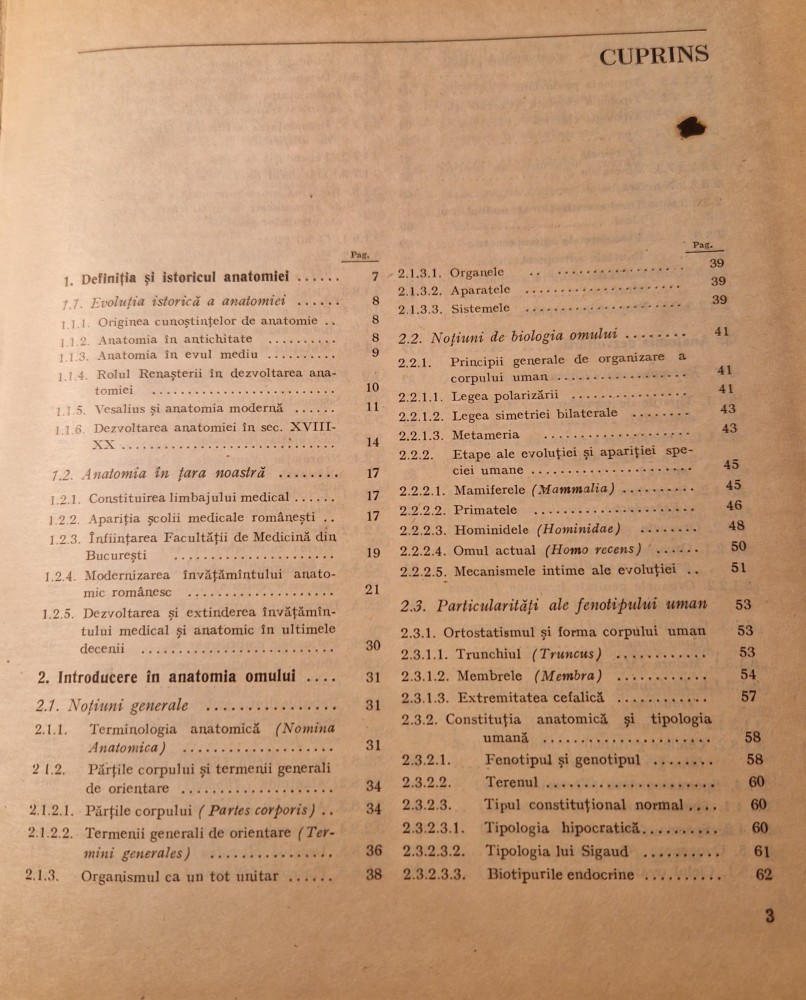 CUPRINS
Pag.
1. Definiția și istoricul anatomiei ...... 7
1.1. Evoluția istorică a anatomiei ...... 8
1.1.1. Originea cunoștințelor de anatomie .. 8
1.1.2. Anatomia în antichitate .......... 8
1.1.3. Anatomia în evul mediu .......... 9
1.1.4. Rolul Renașterii în dezvoltarea ana-
tomiei .................... 10
1.1.5. Vesalius și anatomia modernă ...... 11
1.1.6. Dezvoltarea anatomiei în sec. XVIII-
XX .......................... 14
1.2. Anatomia în țara noastră ........ 17
1.2.1. Constituirea limbajului medical ...... 17
1.2.2. Apariția școlii medicale românești .. 17
1.2.3. Înființarea Facultății de Medicină din
București ...................... 19
1.2.4. Modernizarea învățămîntului anato-
mic românesc .................... 21
1.2.5. Dezvoltarea și extinderea învățămîn-
tului medical și anatomic în ultimele
decenii .......................... 30
2. Introducere în anatomia omului .... 31
2.1. Noțiuni generale ................ 31
2.1.1. Terminologia anatomică (Nomina
Anatomica) .................... 31
2 1.2. Părțile corpului și termenii generali
de orientare .................... 34
2.1.2.1. Părțile corpului (Partes corporis) .. 34
2.1.2.2. Termenii generali de orientare (Ter-
mini generales) ................ 36
2.1.3. Organismul ca un tot unitar ...... 38
Pag.
2.1.3.1. Organele .. ................ 39
2.1.3.2. Aparatele .................... 39
2.1.3.3. Sistemele .................... 39
2.2. Noțiuni de biologia omului ........ 41
2.2.1. Principii generale de organizare a
corpului uman .................. 41
2.2.1.1. Legea polarizării ................ 41
2.2.1.2. Legea simetriei bilaterale ........ 43
2.2.1.3. Metameria .................. 43
2.2.2. Etape ale evoluției și apariției spe-
ciei umane ...................... 45
2.2.2.1. Mamiferele (Mammalia) .......... 45
2.2.2.2. Primatele ...................... 46
2.2.2.3. Hominidele (Hominidae) ........ 48
2.2.2.4. Omul actual (Homo recens) ...... 50
2.2.2.5. Mecanismele intime ale evoluției .. 51
2.3. Particularități ale fenotipului uman 53
2.3.1. Ortostatismul și forma corpului uman 53
2.3.1.1. Trunchiul (Truncus) ............ 53
2.3.1.2. Membrele (Membra) ............ 54
2.3.1.3. Extremitatea cefalică ............ 57
2.3.2. Constituția anatomică și tipologia
umană ...................... 58
2.3.2.1. Fenotipul și genotipul ........ 58
2.3.2.2. Terenul ...................... 60
2.3.2.3. Tipul constituțional normal .... 60
2.3.2.3.1. Tipologia hipocratică.......... 60
2.3.2.3.2. Tipologia lui Sigaud .......... 61
2.3.2.3.3. Biotipurile endocrine .......... 62
3